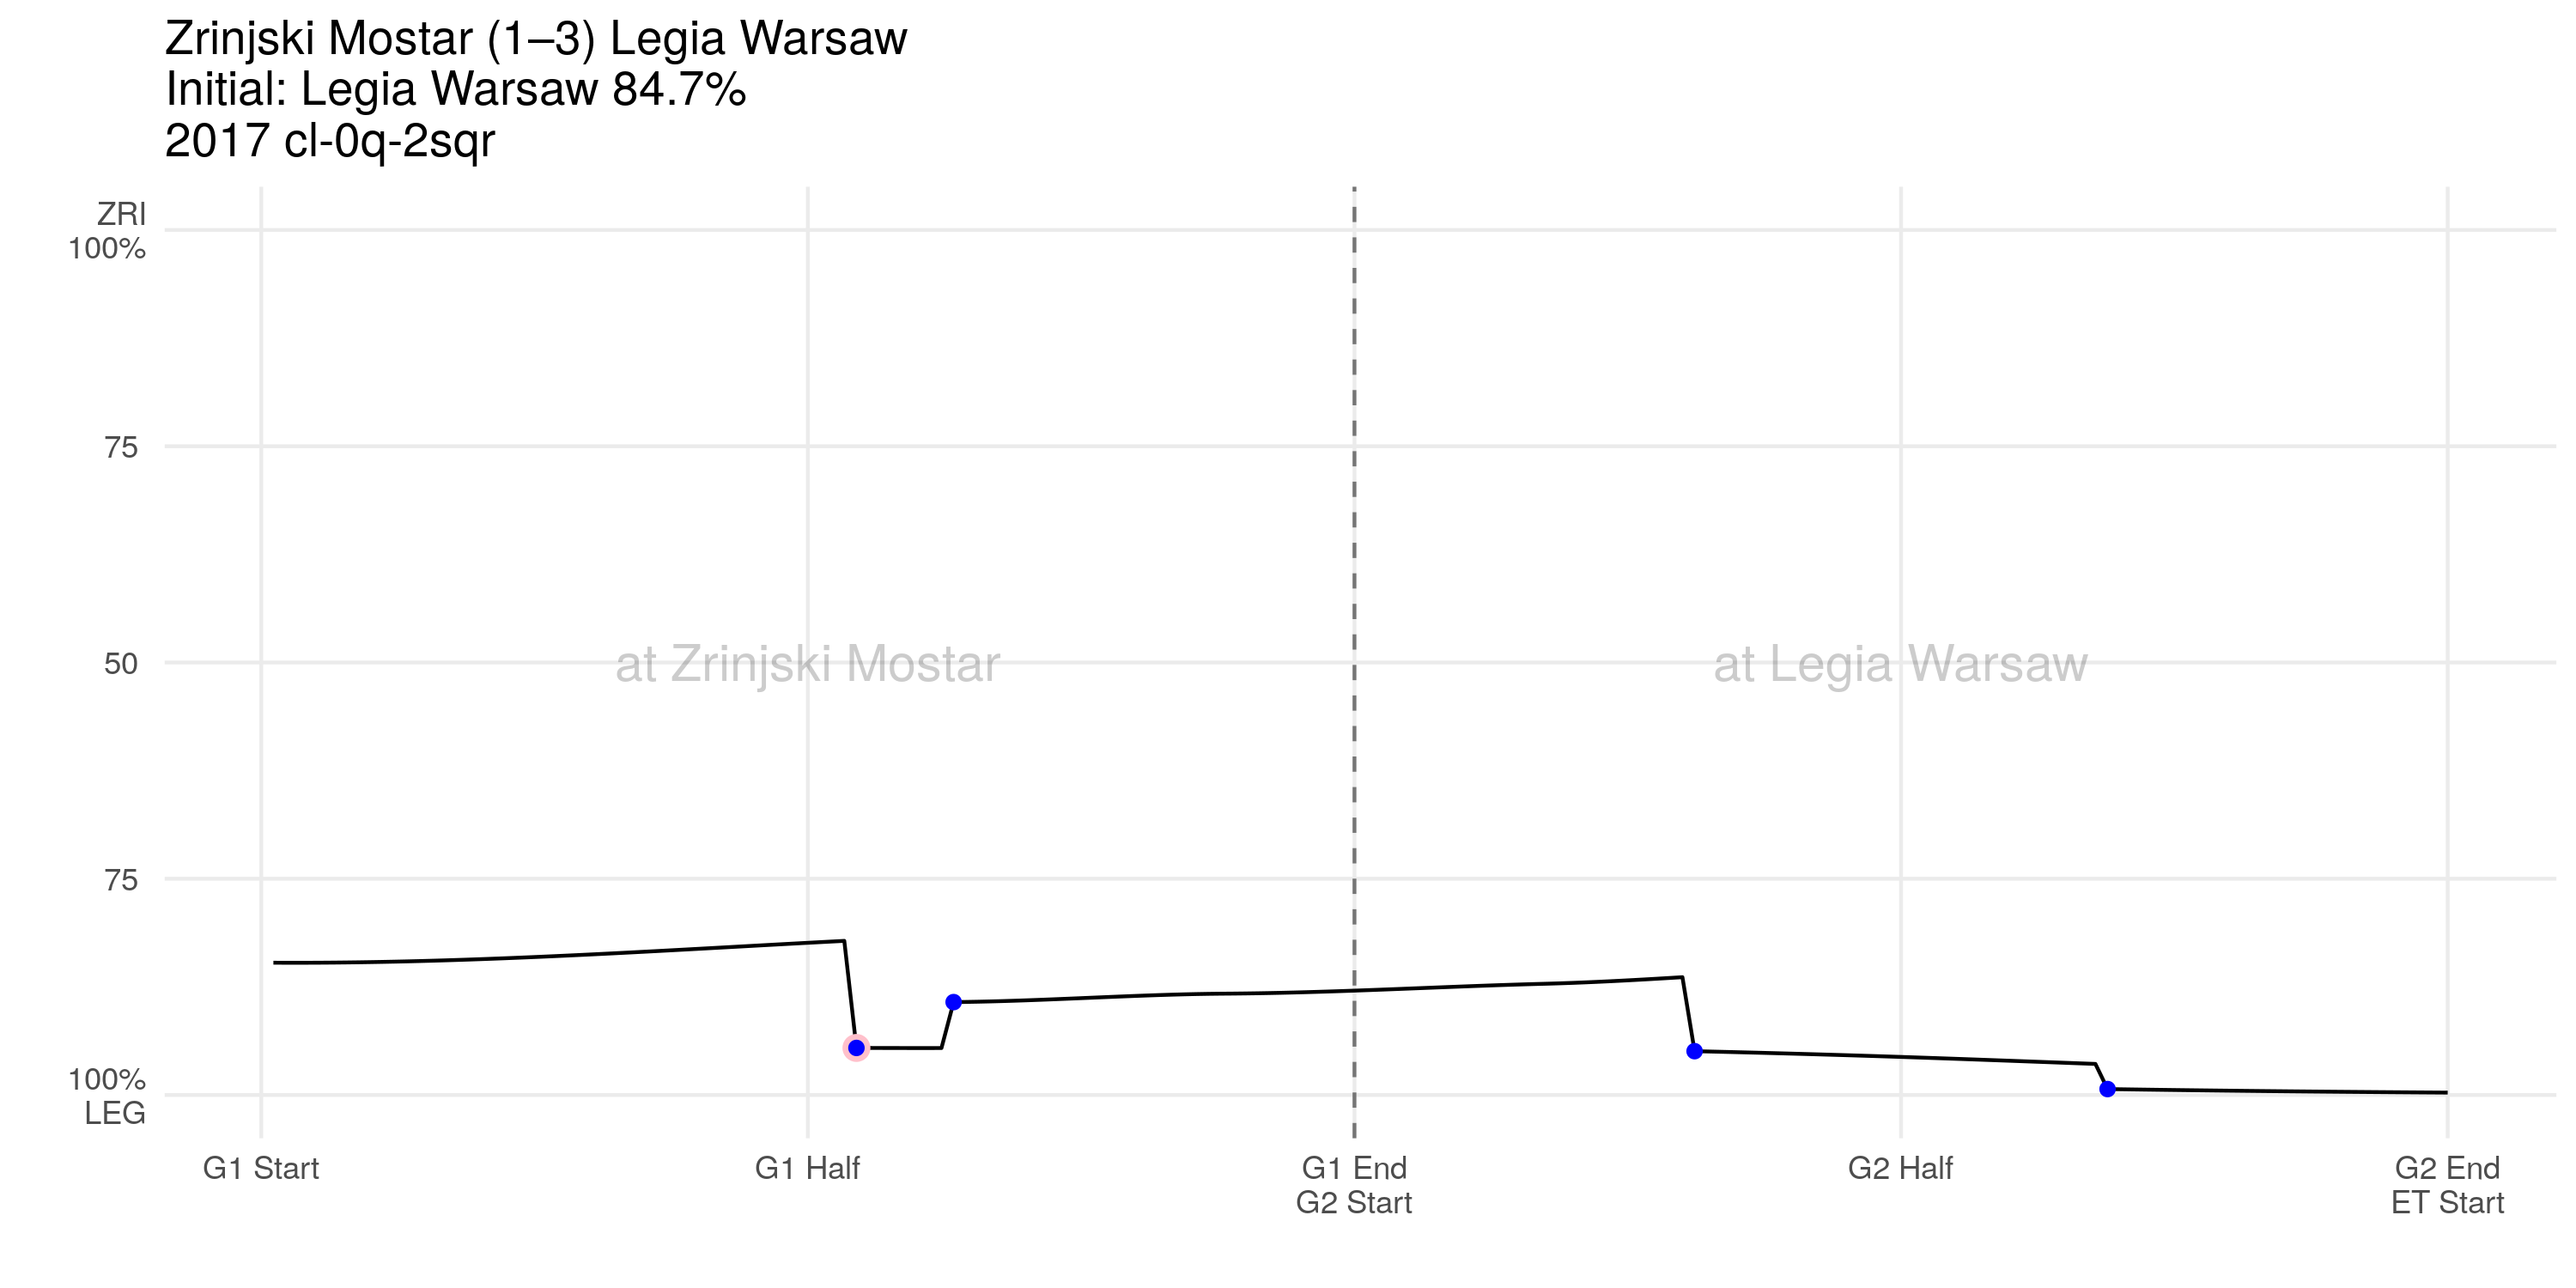 Zrinjski Mostar (1–3) Legia Warsaw
Initial: Legia Warsaw 84.7%
2017 cl-0q-2sqr
ZRI
100%
75
50
75
100%
LEG
at Zrinjski Mostar
at Legia Warsaw
G1 Start
G1 Half
G1 End
G2 Start
G2 Half
G2 End
ET Start